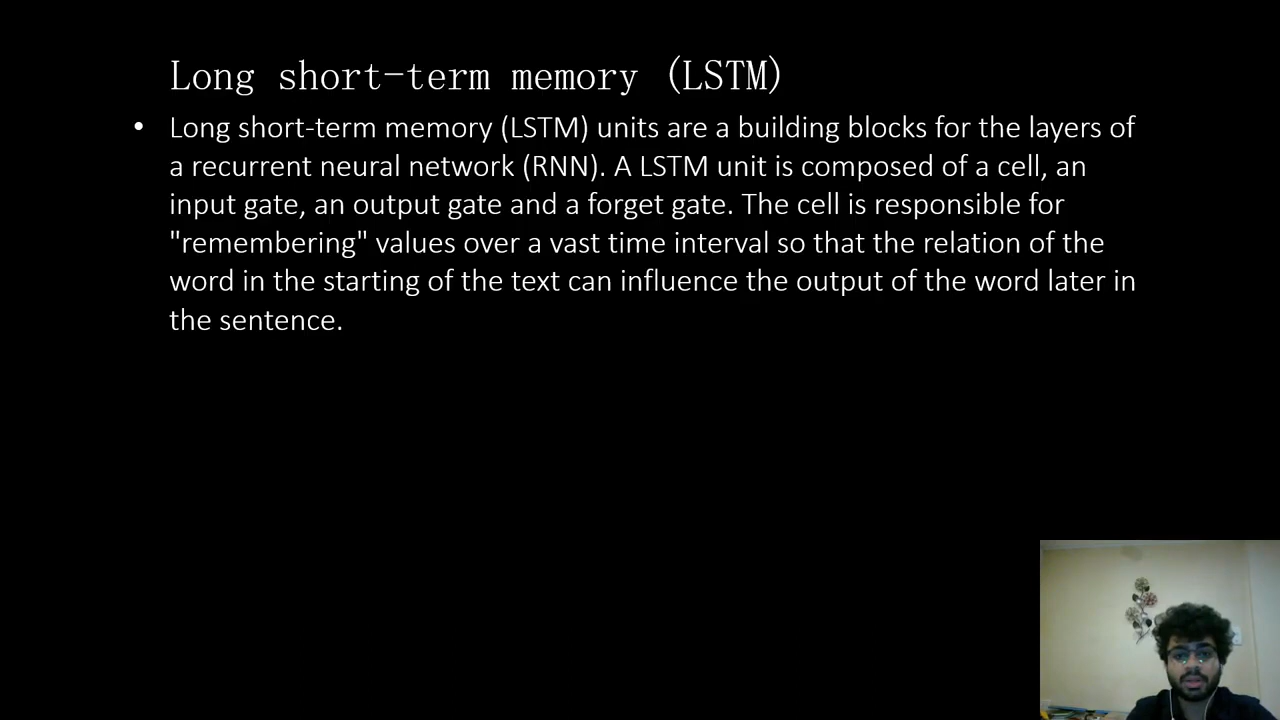 Long short-term memory (LSTM)
• Long short-term memory (LSTM) units are a building blocks for the layers of
a recurrent neural network (RNN). A LSTM unit is composed of a cell, an
input gate, an output gate and a forget gate. The cell is responsible for
"remembering" values over a vast time interval so that the relation of the
word in the starting of the text can influence the output of the word later in
the sentence.